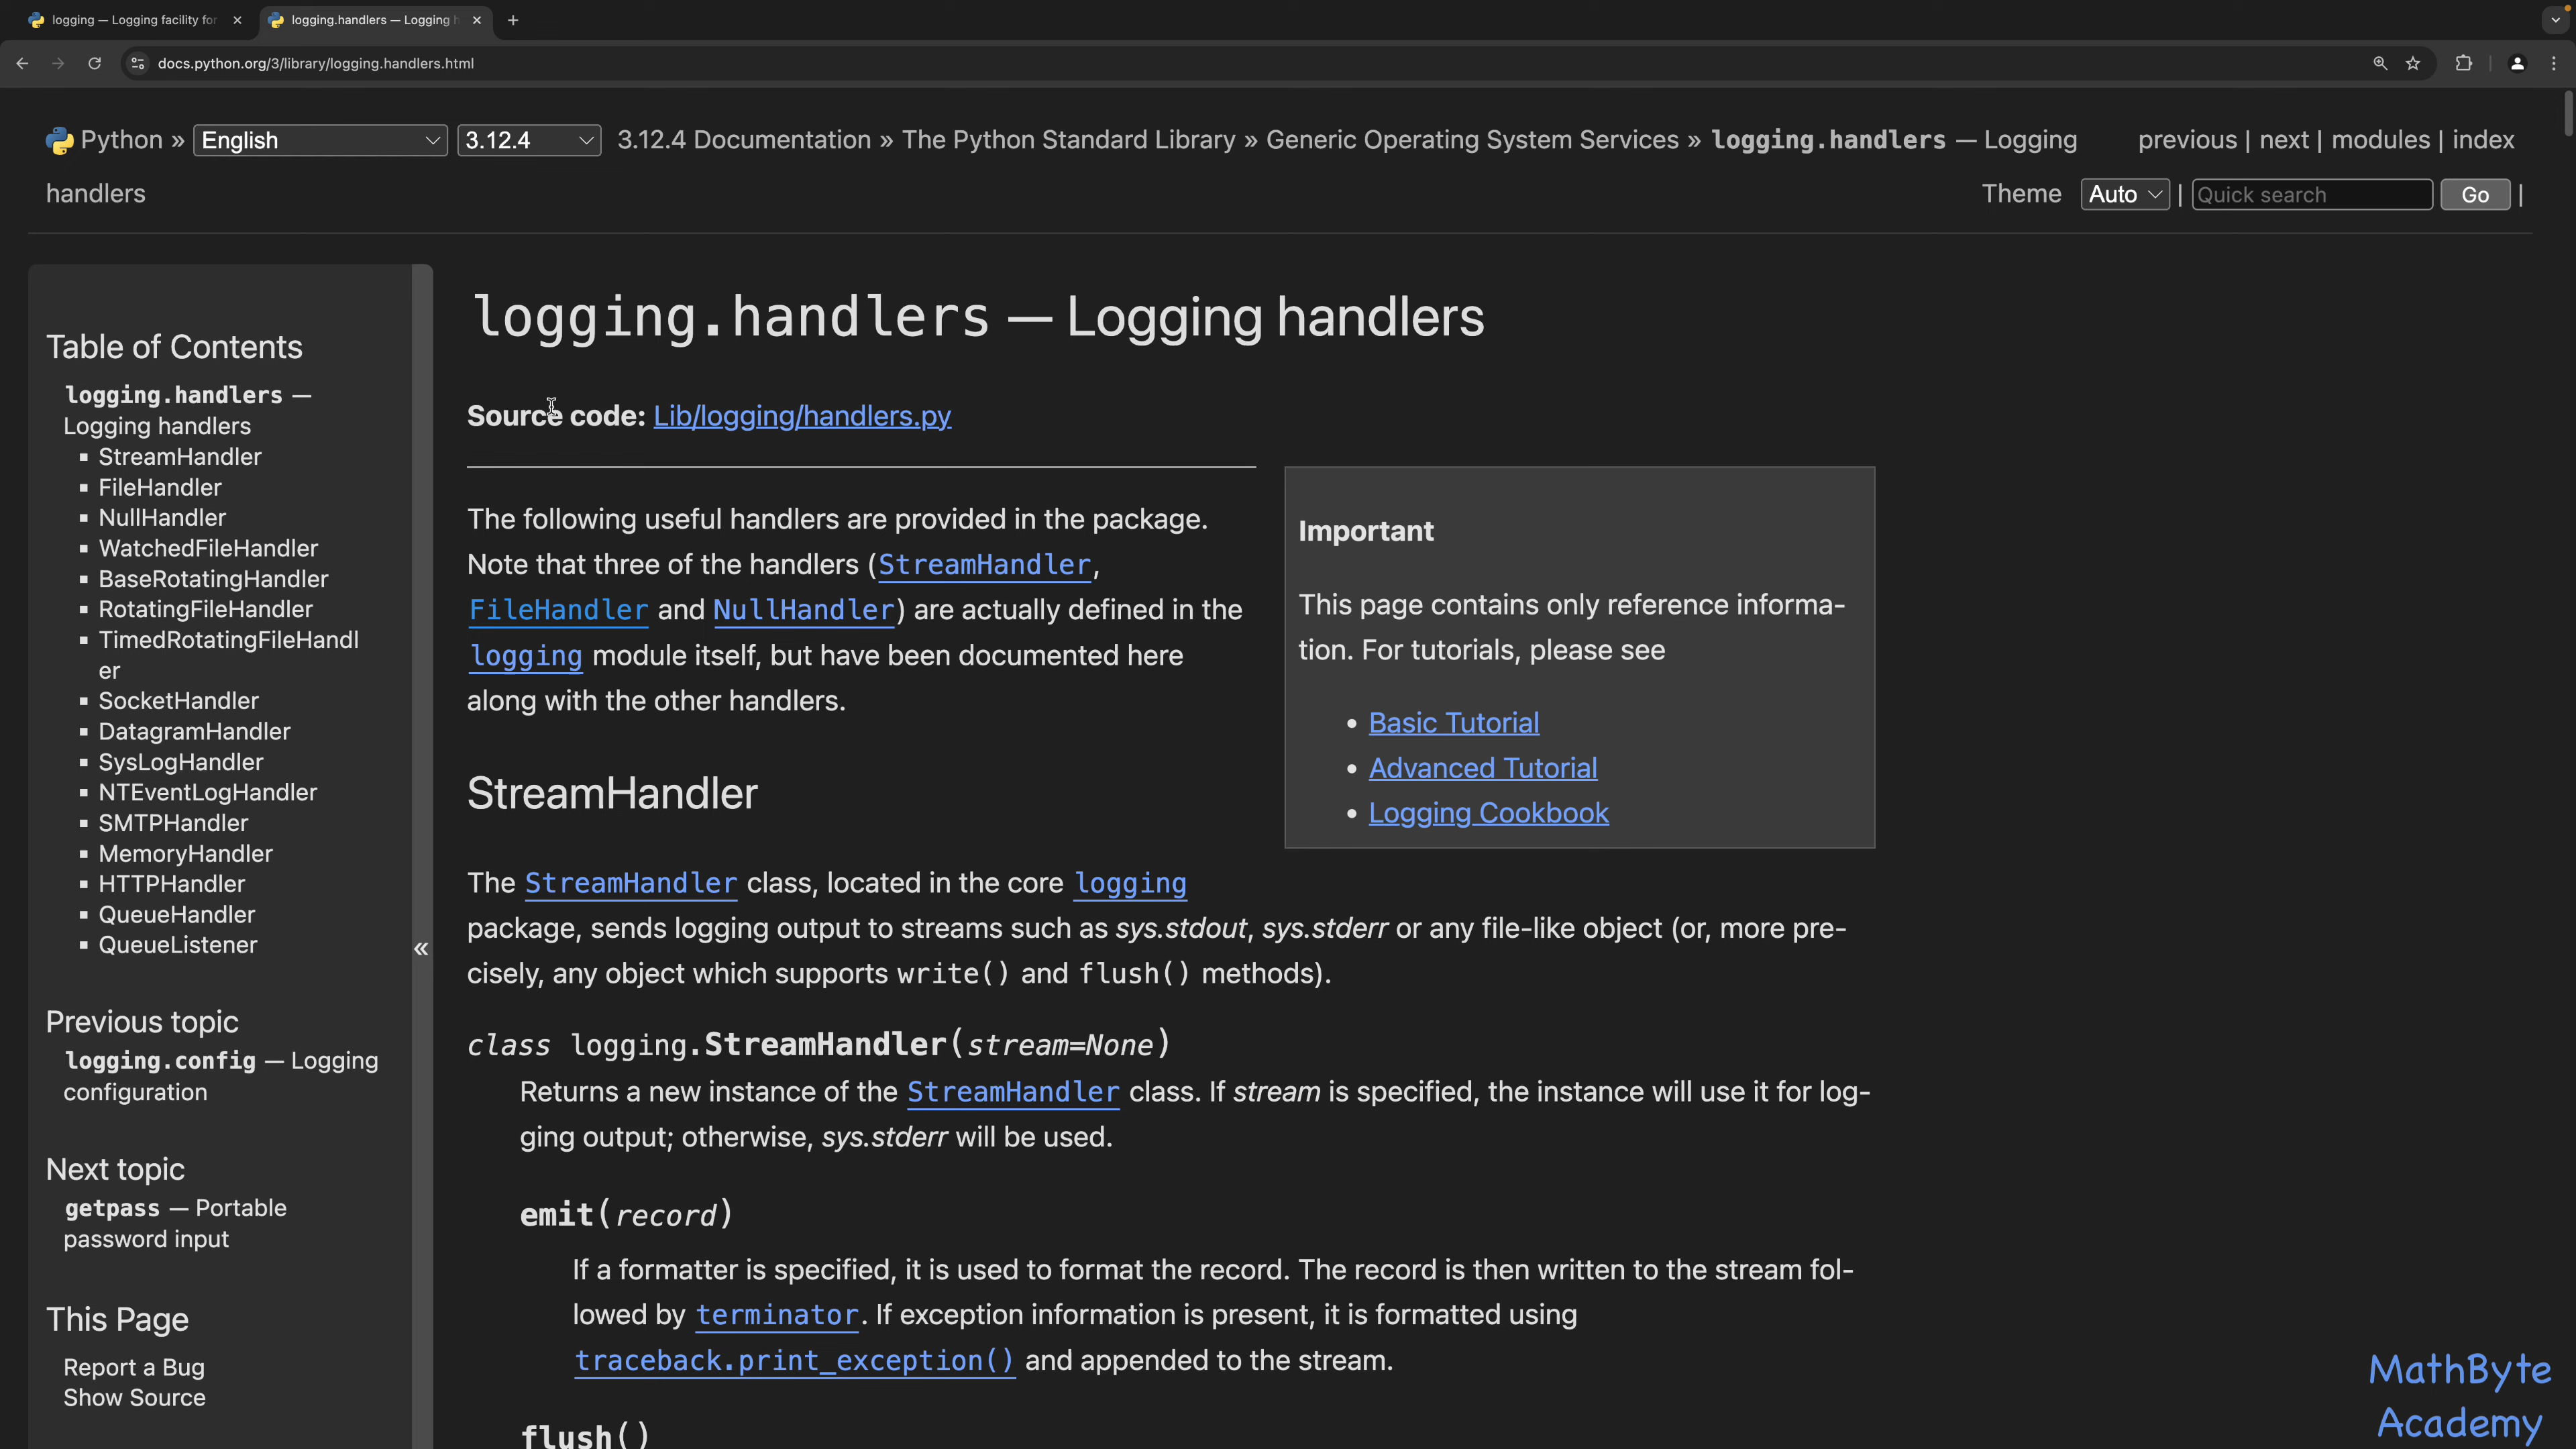 logging — Logging facility for
logging.handlers — Logging h
docs.python.org/3/library/logging.handlers.html
Python » English 3.12.4 3.12.4 Documentation » The Python Standard Library » Generic Operating System Services » logging.handlers — Logging
handlers
previous | next | modules | index
Theme Auto | Quick search Go |
Table of Contents
logging.handlers —
Logging handlers
▪ StreamHandler
▪ FileHandler
▪ NullHandler
▪ WatchedFileHandler
▪ BaseRotatingHandler
▪ RotatingFileHandler
▪ TimedRotatingFileHandl
er
▪ SocketHandler
▪ DatagramHandler
▪ SysLogHandler
▪ NTEventLogHandler
▪ SMTPHandler
▪ MemoryHandler
▪ HTTPHandler
▪ QueueHandler
▪ QueueListener
Previous topic
logging.config — Logging
configuration
Next topic
getpass — Portable
password input
This Page
Report a Bug
Show Source
«
logging.handlers — Logging handlers
Source code: Lib/logging/handlers.py
The following useful handlers are provided in the package.
Note that three of the handlers (StreamHandler,
FileHandler and NullHandler) are actually defined in the
logging module itself, but have been documented here
along with the other handlers.
Important
This page contains only reference informa-
tion. For tutorials, please see
• Basic Tutorial
• Advanced Tutorial
• Logging Cookbook
StreamHandler
The StreamHandler class, located in the core logging
package, sends logging output to streams such as sys.stdout, sys.stderr or any file-like object (or, more pre-
cisely, any object which supports write() and flush() methods).
class logging.StreamHandler(stream=None)
Returns a new instance of the StreamHandler class. If stream is specified, the instance will use it for log-
ging output; otherwise, sys.stderr will be used.
emit(record)
If a formatter is specified, it is used to format the record. The record is then written to the stream fol-
lowed by terminator. If exception information is present, it is formatted using
traceback.print_exception() and appended to the stream.
flush()
MathByte
Academy